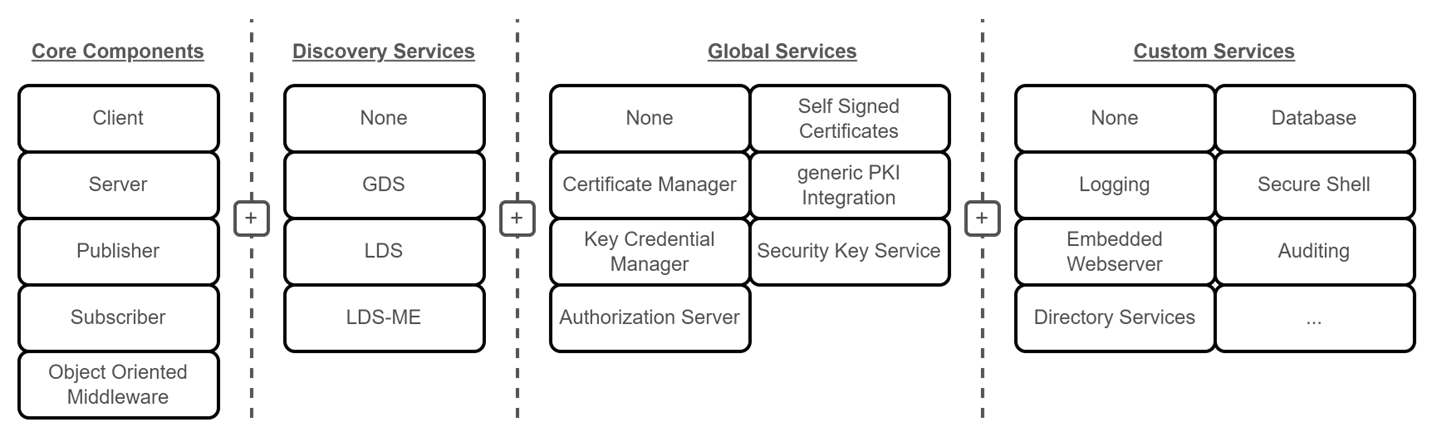 Core Components
Client
Server
Publisher
Subscriber
Object Oriented
Middleware
+
Discovery Services
None
GDS
LDS
LDS-ME
+
Global Services
None
Self Signed
Certificates
Certificate Manager
generic PKI
Integration
Key Credential
Manager
Security Key Service
Authorization Server
+
Custom Services
None
Database
Logging
Secure Shell
Embedded
Webserver
Auditing
Directory Services
...